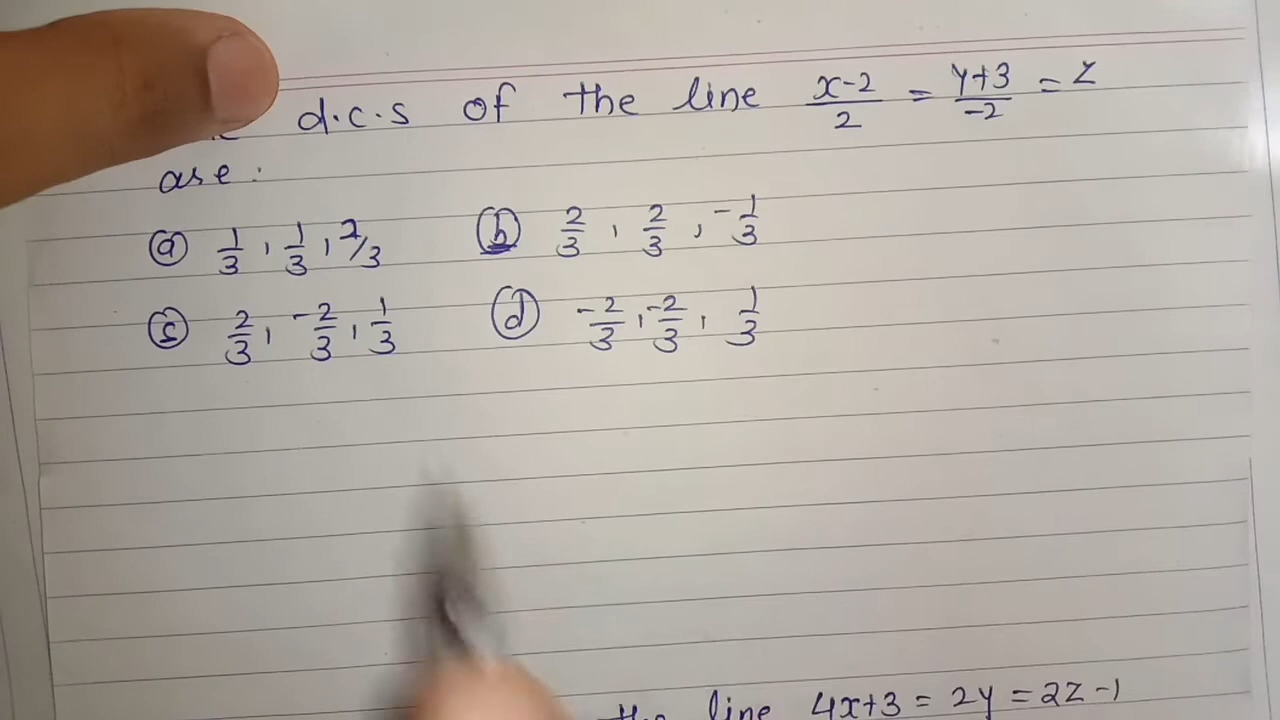 d.c.s of the line x-2/2 = y+3/-2 = z
are:
(a) 1/3, 1/3, 2/3 (b) 2/3, 2/3, -1/3
(c) 2/3, -2/3, 1/3 (d) -2/3, -2/3, 1/3
the line 4x+3 = 2y = 2z-1